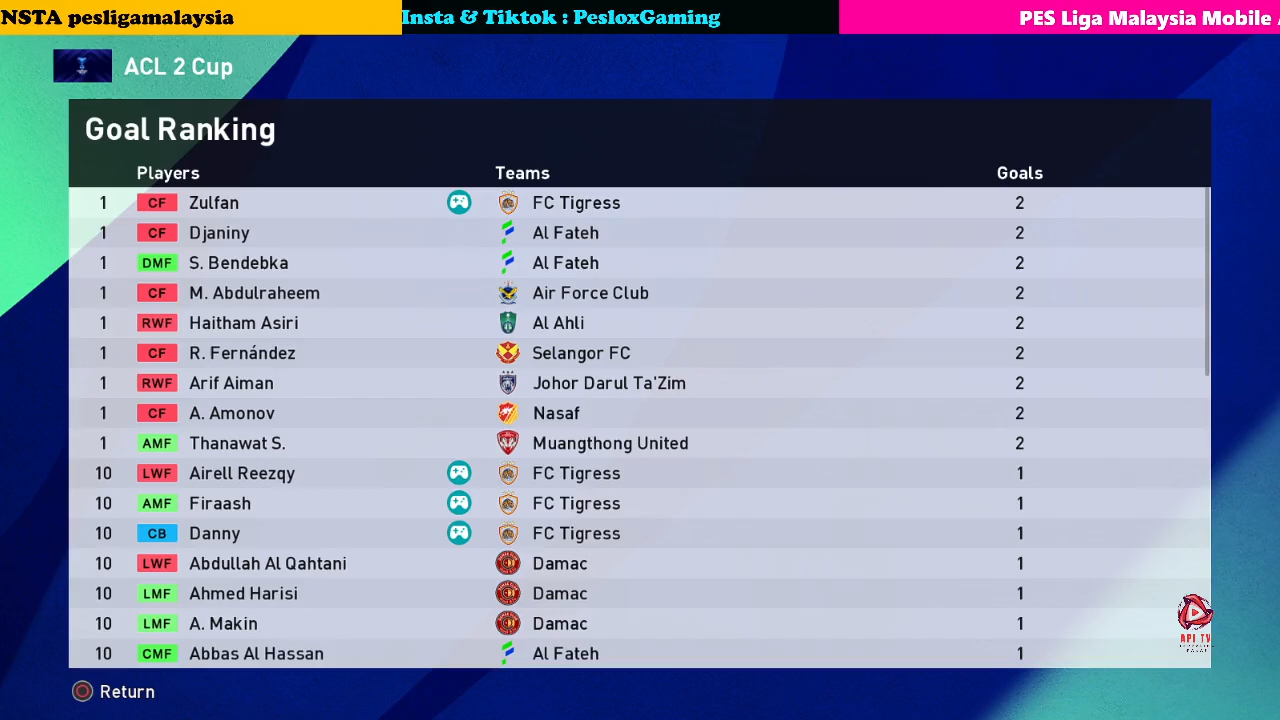 NSTA pesligamalaysia
Insta & Tiktok : PesloxGaming
PES Liga Malaysia Mobile
ACL 2 Cup
Goal Ranking
Players Teams Goals
1 CF Zulfan FC Tigress 2
1 CF Djaniny Al Fateh 2
1 DMF S. Bendebka Al Fateh 2
1 CF M. Abdulraheem Air Force Club 2
1 RWF Haitham Asiri Al Ahli 2
1 CF R. Fernández Selangor FC 2
1 RWF Arif Aiman Johor Darul Ta'Zim 2
1 CF A. Amonov Nasaf 2
1 AMF Thanawat S. Muangthong United 2
10 LWF Airell Reezqy FC Tigress 1
10 AMF Firaash FC Tigress 1
10 CB Danny FC Tigress 1
10 LWF Abdullah Al Qahtani Damac 1
10 LMF Ahmed Harisi Damac 1
10 LMF A. Makin Damac 1
10 CMF Abbas Al Hassan Al Fateh 1
API TV
Return